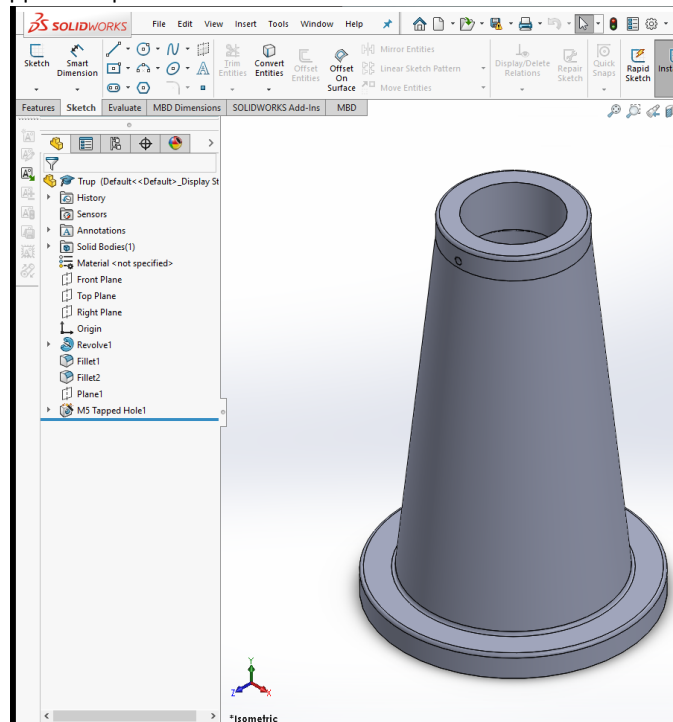 SOLIDWORKS File Edit View Insert Tools Window Help
Sketch Smart Dimension Trim Entities Convert Entities Offset Entities Offset On Surface Mirror Entities Linear Sketch Pattern Move Entities Display/Delete Relations Repair Sketch Quick Snaps Rapid Sketch Inst
Features Sketch Evaluate MBD Dimensions SOLIDWORKS Add-Ins MBD
Trup (Default<<Default>_Display St
History
Sensors
Annotations
Solid Bodies(1)
Material <not specified>
Front Plane
Top Plane
Right Plane
Origin
Revolve1
Fillet1
Fillet2
Plane1
M5 Tapped Hole1
Y
Z X
*Isometric